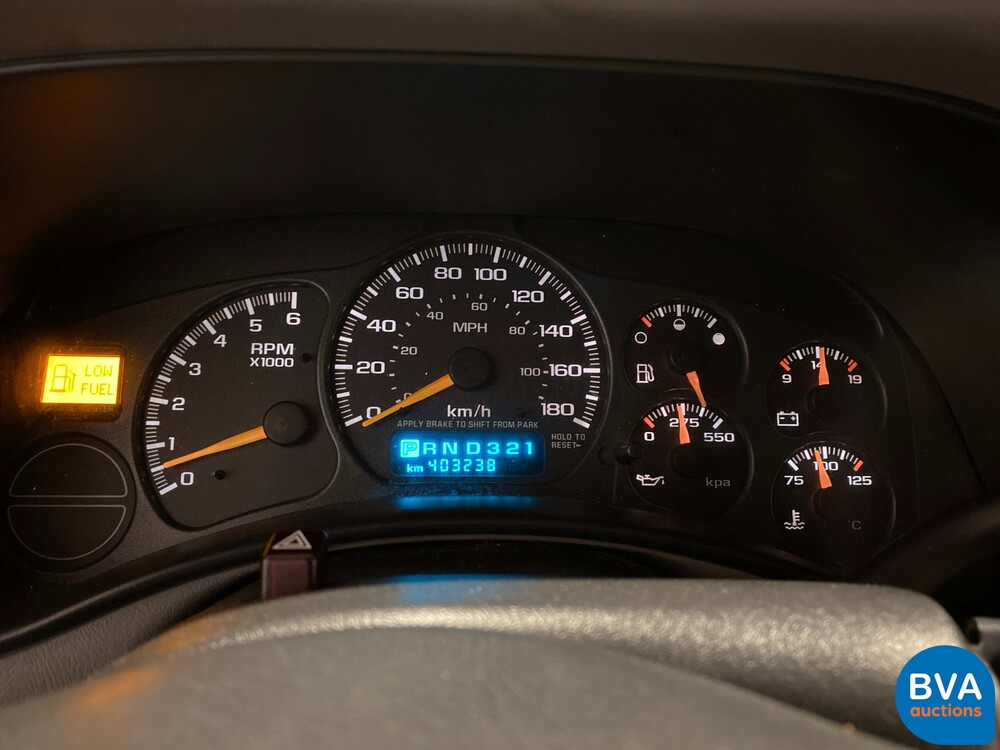 LOW
FUEL
0 1 2 3 4 5 6
RPM
X1000
0 20 40 60 80 100 120 140 160 180
20 40 60 80 100
MPH
km/h
APPLY BRAKE TO SHIFT FROM PARK
PRND321
km 403238
HOLD TO
RESET
0 275 550
kpa
9 14 19
75 100 125
°C
BVA
auctions